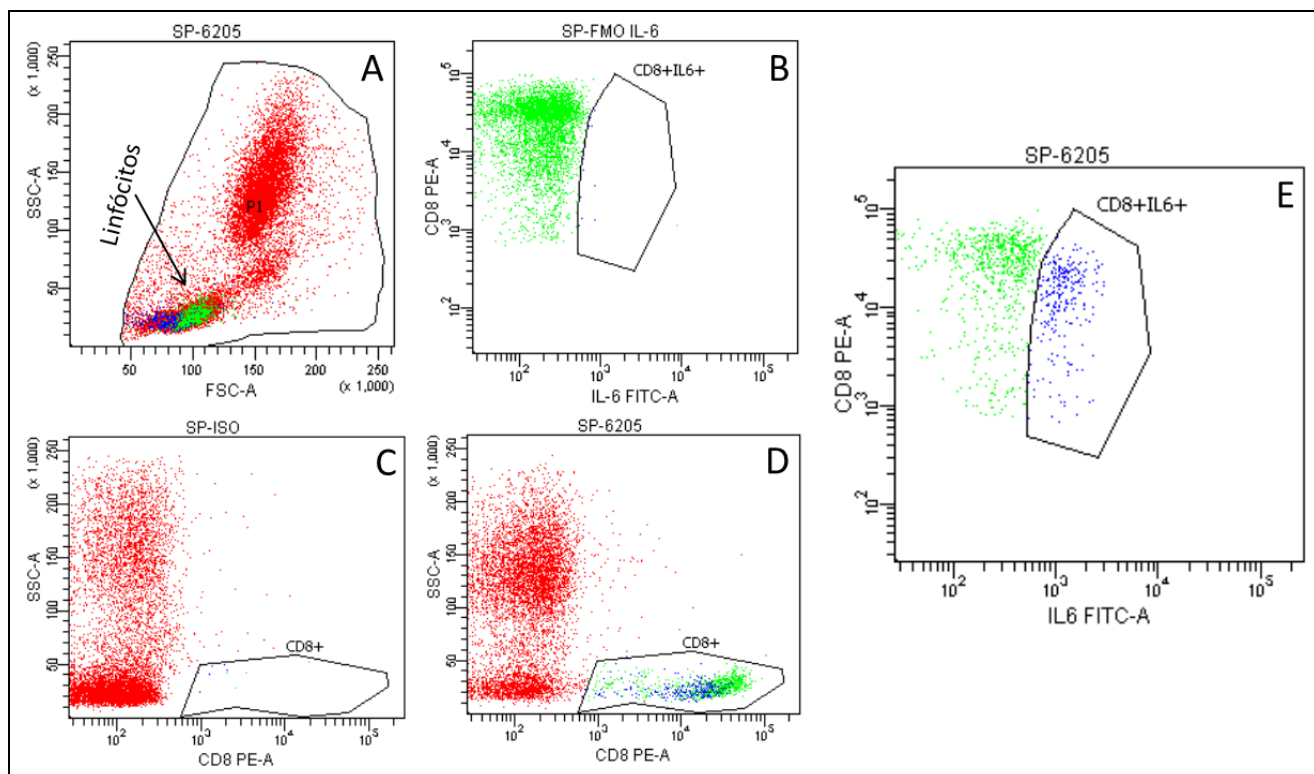 SP-6205
A
(x 1,000)
250
200
150
100
50
SSC-A
Linfócitos
P1
50 100 150 200 250
FSC-A
(x 1,000)
SP-FMO IL-6
B
CD8+IL6+
10^5
10^4
10^3
10^2
CD8 PE-A
10^2 10^3 10^4 10^5
IL-6 FITC-A
SP-ISO
C
(x 1,000)
250
200
150
100
50
SSC-A
CD8+
10^2 10^3 10^4 10^5
CD8 PE-A
SP-6205
D
(x 1,000)
250
200
150
100
50
SSC-A
CD8+
10^2 10^3 10^4 10^5
CD8 PE-A
SP-6205
E
CD8+IL6+
10^5
10^4
10^3
10^2
CD8 PE-A
10^2 10^3 10^4 10^5
IL6 FITC-A